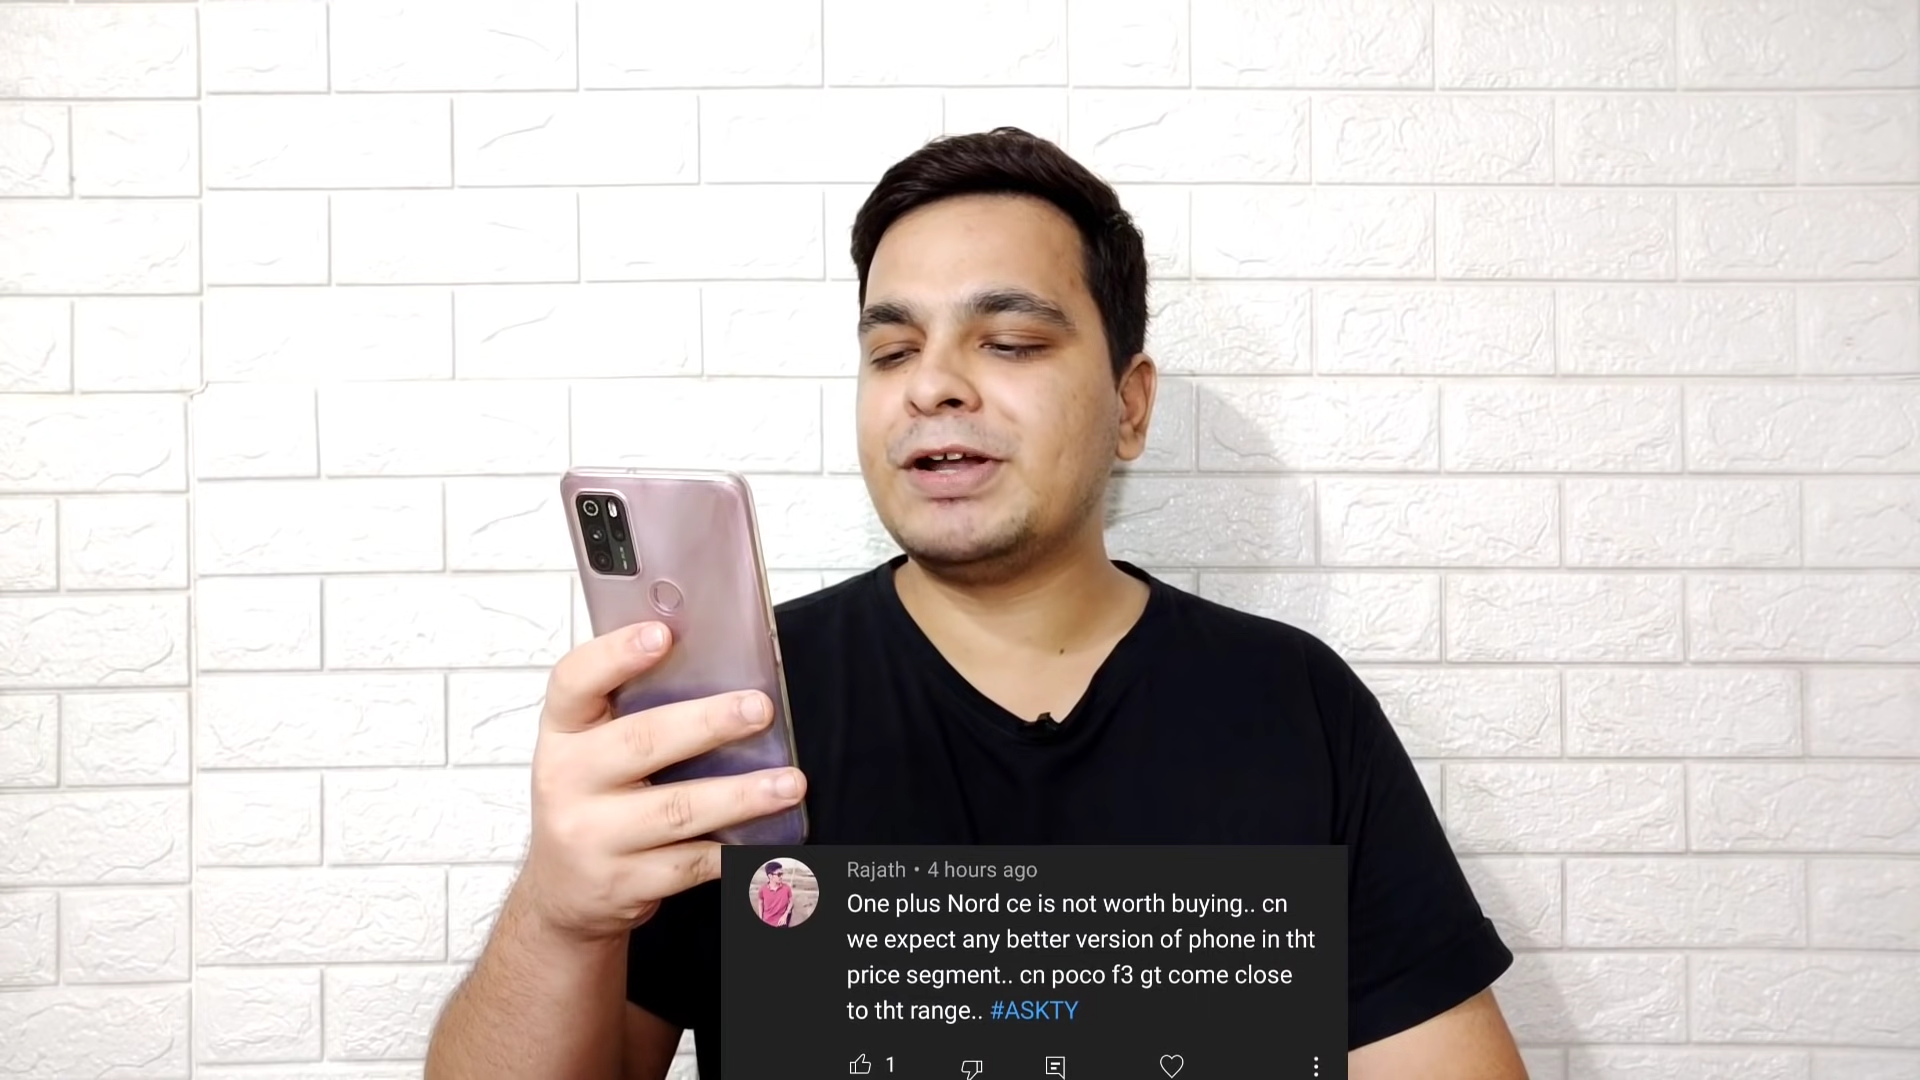 Rajath • 4 hours ago
One plus Nord ce is not worth buying.. cn
we expect any better version of phone in tht
price segment.. cn poco f3 gt come close
to tht range.. #ASKTY
1